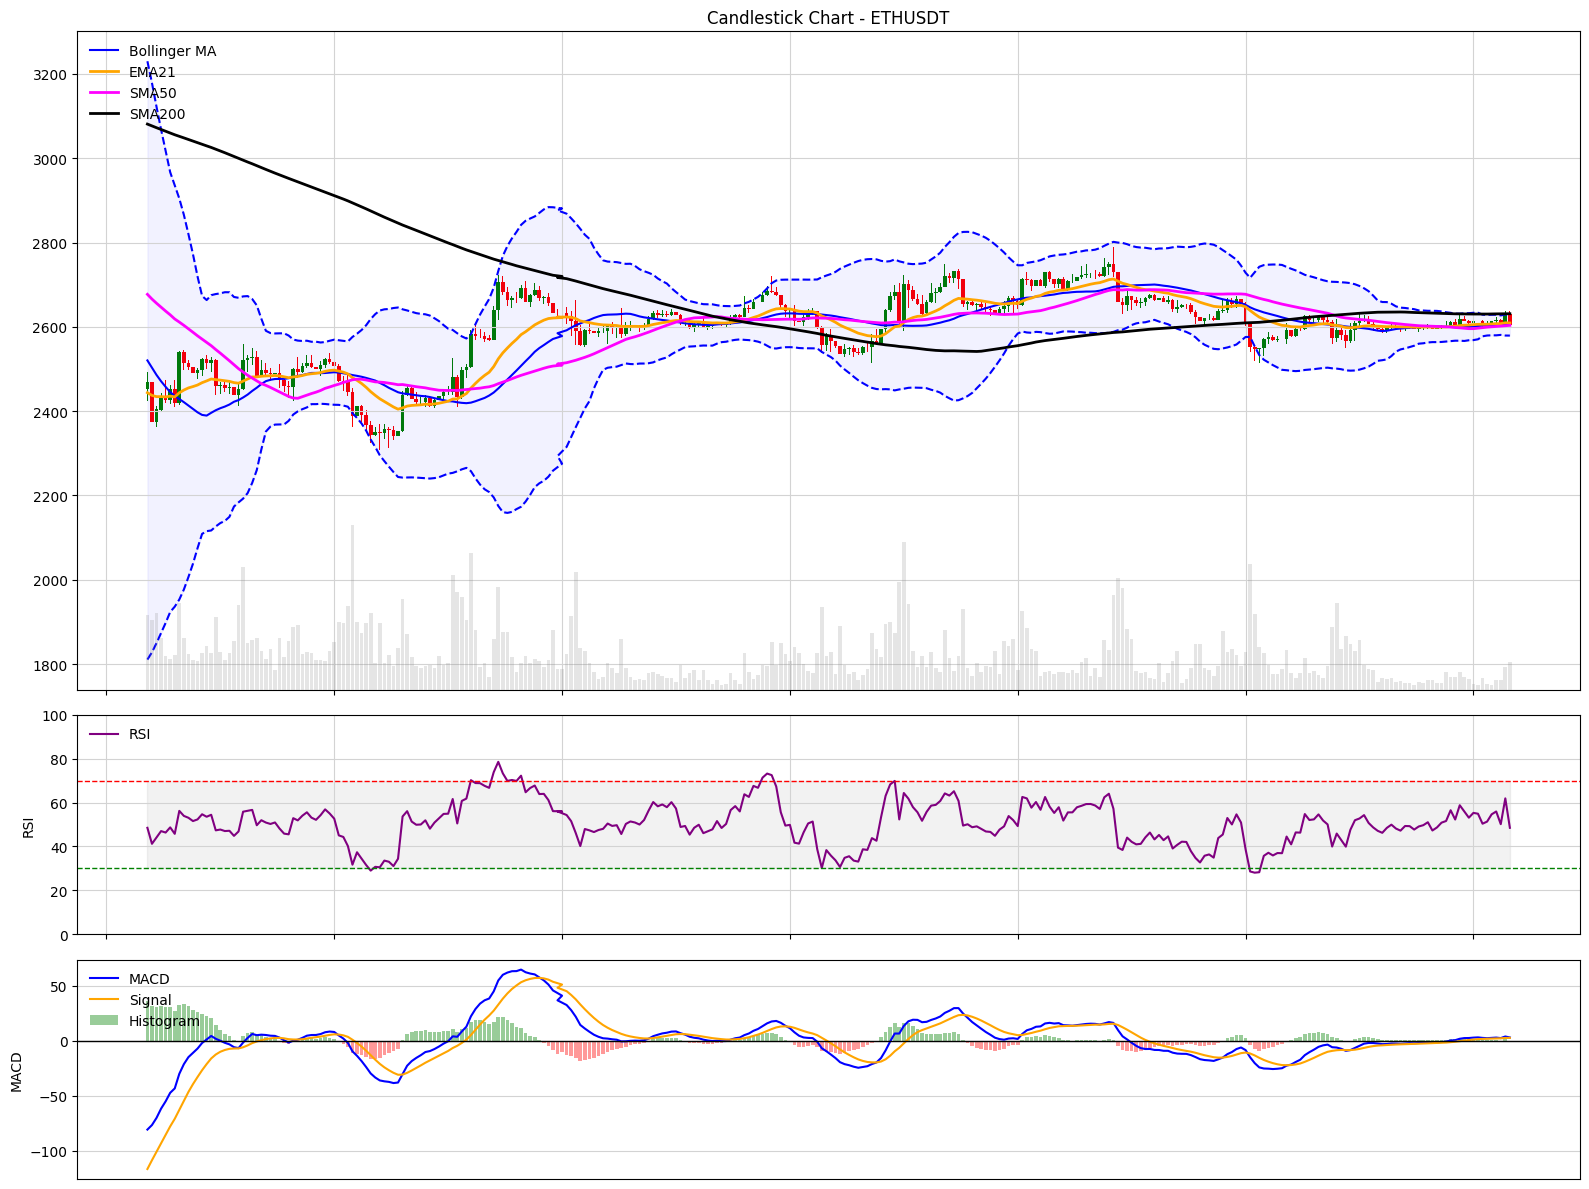 Candlestick Chart - ETHUSDT
Bollinger MA
EMA21
SMA50
SMA200
3200
3000
2800
2600
2400
2200
2000
1800
100
80
60
40
20
0
RSI
RSI
50
0
−50
−100
MACD
MACD
Signal
Histogram